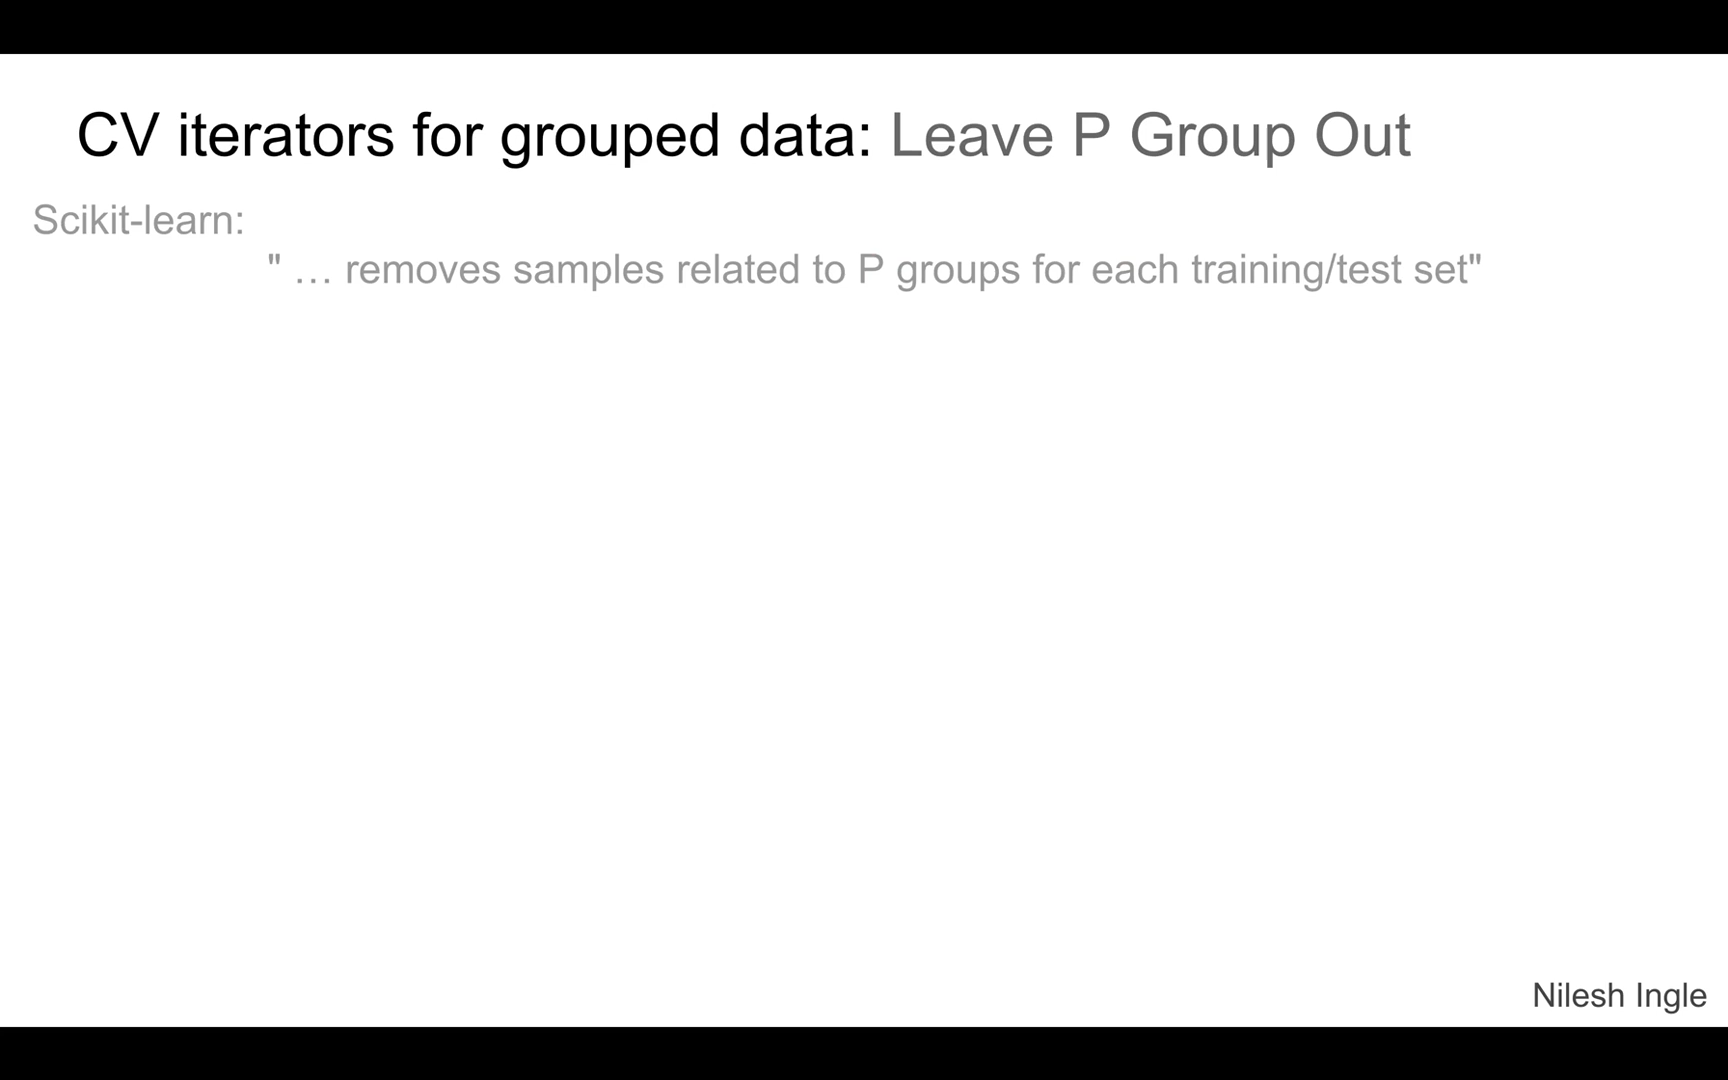 CV iterators for grouped data: Leave P Group Out
Scikit-learn:
" … removes samples related to P groups for each training/test set"
Nilesh Ingle